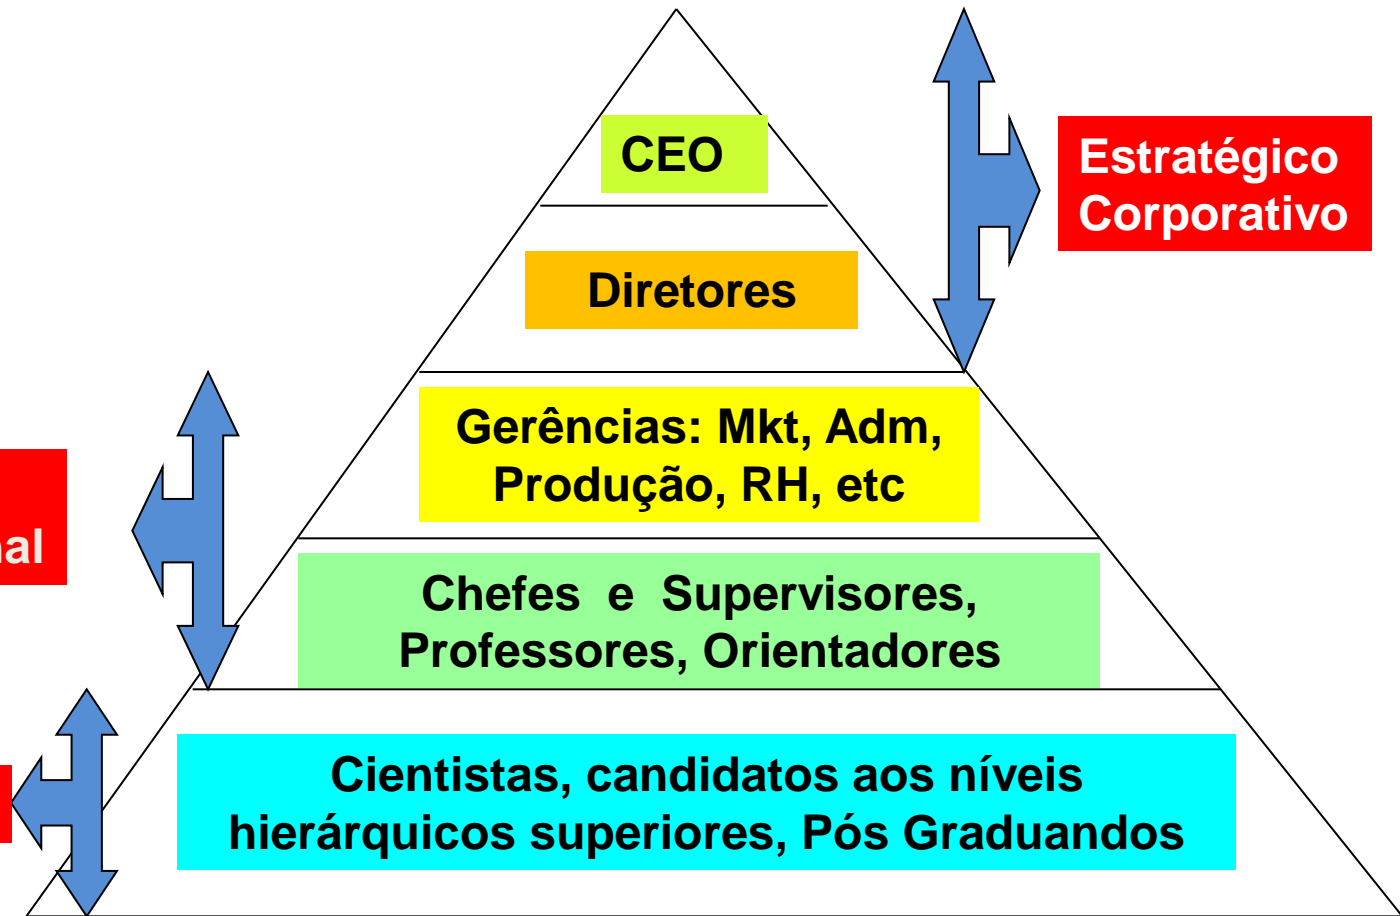 CEO
Estratégico
Corporativo
Diretores
Gerências: Mkt, Adm,
Produção, RH, etc
Chefes e Supervisores,
Professores, Orientadores
Cientistas, candidatos aos níveis
hierárquicos superiores, Pós Graduandos